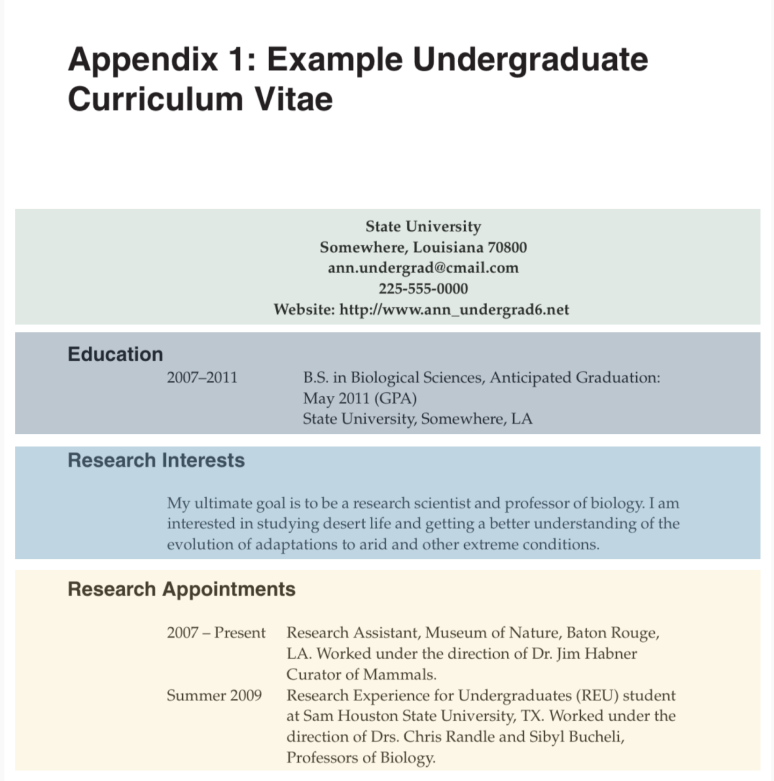 Appendix 1: Example Undergraduate
Curriculum Vitae
State University
Somewhere, Louisiana 70800
ann.undergrad@cmail.com
225-555-0000
Website: http://www.ann_undergrad6.net
Education
2007–2011 B.S. in Biological Sciences, Anticipated Graduation:
May 2011 (GPA)
State University, Somewhere, LA
Research Interests
My ultimate goal is to be a research scientist and professor of biology. I am
interested in studying desert life and getting a better understanding of the
evolution of adaptations to arid and other extreme conditions.
Research Appointments
2007 – Present Research Assistant, Museum of Nature, Baton Rouge,
LA. Worked under the direction of Dr. Jim Habner
Curator of Mammals.
Summer 2009 Research Experience for Undergraduates (REU) student
at Sam Houston State University, TX. Worked under the
direction of Drs. Chris Randle and Sibyl Bucheli,
Professors of Biology.